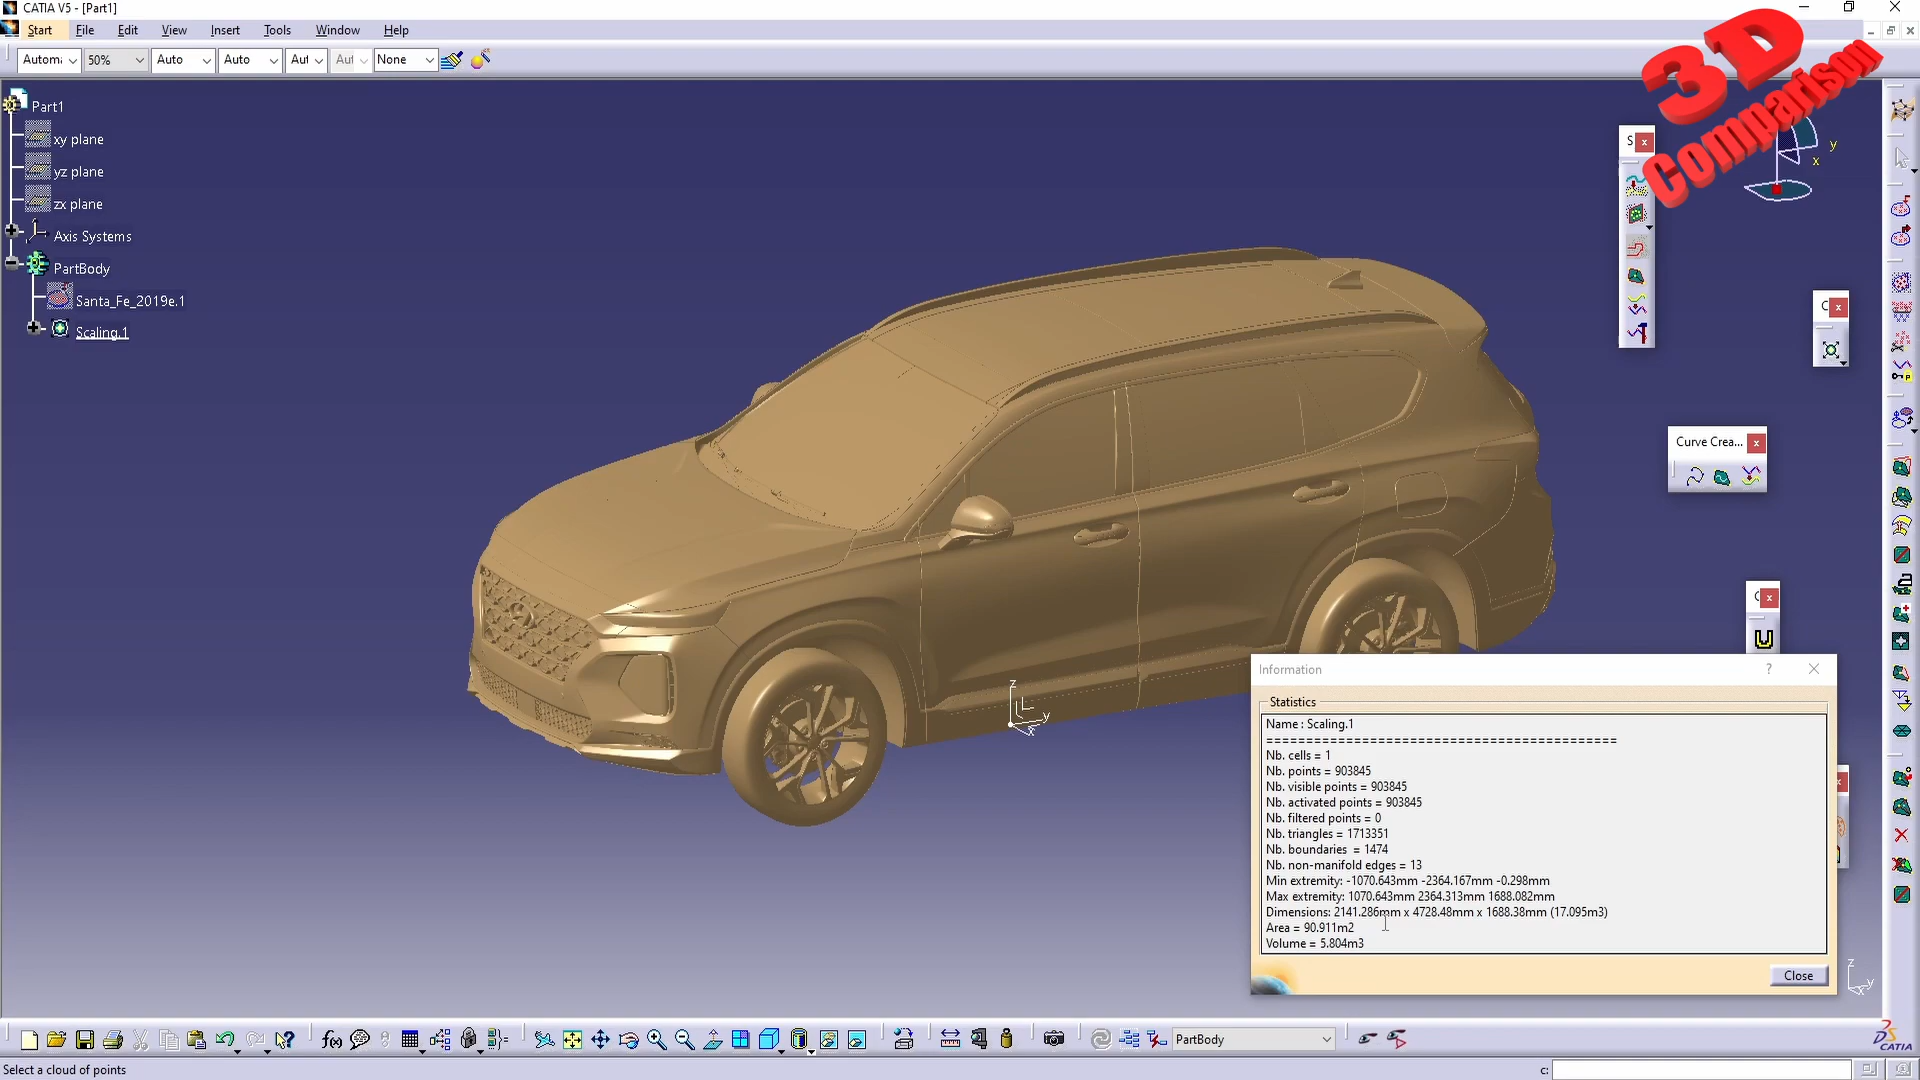 CATIA V5 - [Part1]
Start File Edit View Insert Tools Window Help
Automa 50% Auto Auto Aut Aut None
3D
Comparison
Part1
xy plane
yz plane
zx plane
Axis Systems
PartBody
Santa_Fe_2019e.1
Scaling.1
S
y
x
C
Curve Crea...
Information
Statistics
Name : Scaling.1
============================================
Nb. cells = 1
Nb. points = 903845
Nb. visible points = 903845
Nb. activated points = 903845
Nb. filtered points = 0
Nb. triangles = 1713351
Nb. boundaries = 1474
Nb. non-manifold edges = 13
Min extremity: -1070.643mm -2364.167mm -0.298mm
Max extremity: 1070.643mm 2364.313mm 1688.082mm
Dimensions: 2141.286mm x 4728.48mm x 1688.38mm (17.095m3)
Area = 90.911m2
Volume = 5.804m3
Close
z
y
x
z
y
x
PartBody
CATIA
Select a cloud of points
c: